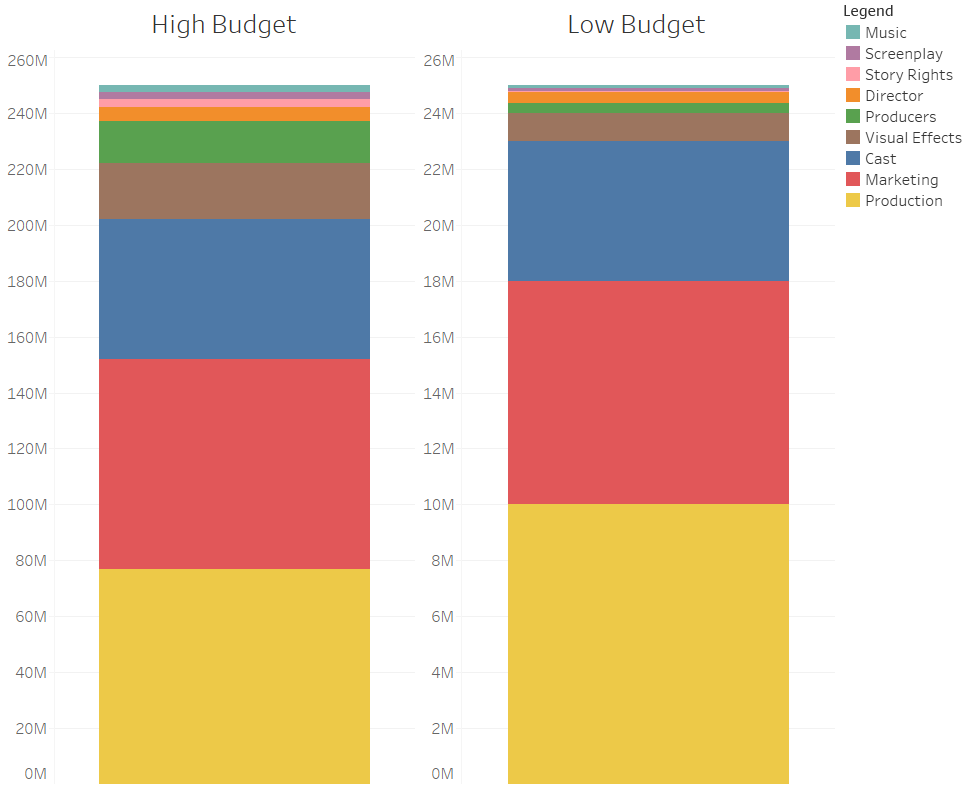 High Budget
Low Budget
260M
240M
220M
200M
180M
160M
140M
120M
100M
80M
60M
40M
20M
0M
26M
24M
22M
20M
18M
16M
14M
12M
10M
8M
6M
4M
2M
0M
Legend
Music
Screenplay
Story Rights
Director
Producers
Visual Effects
Cast
Marketing
Production